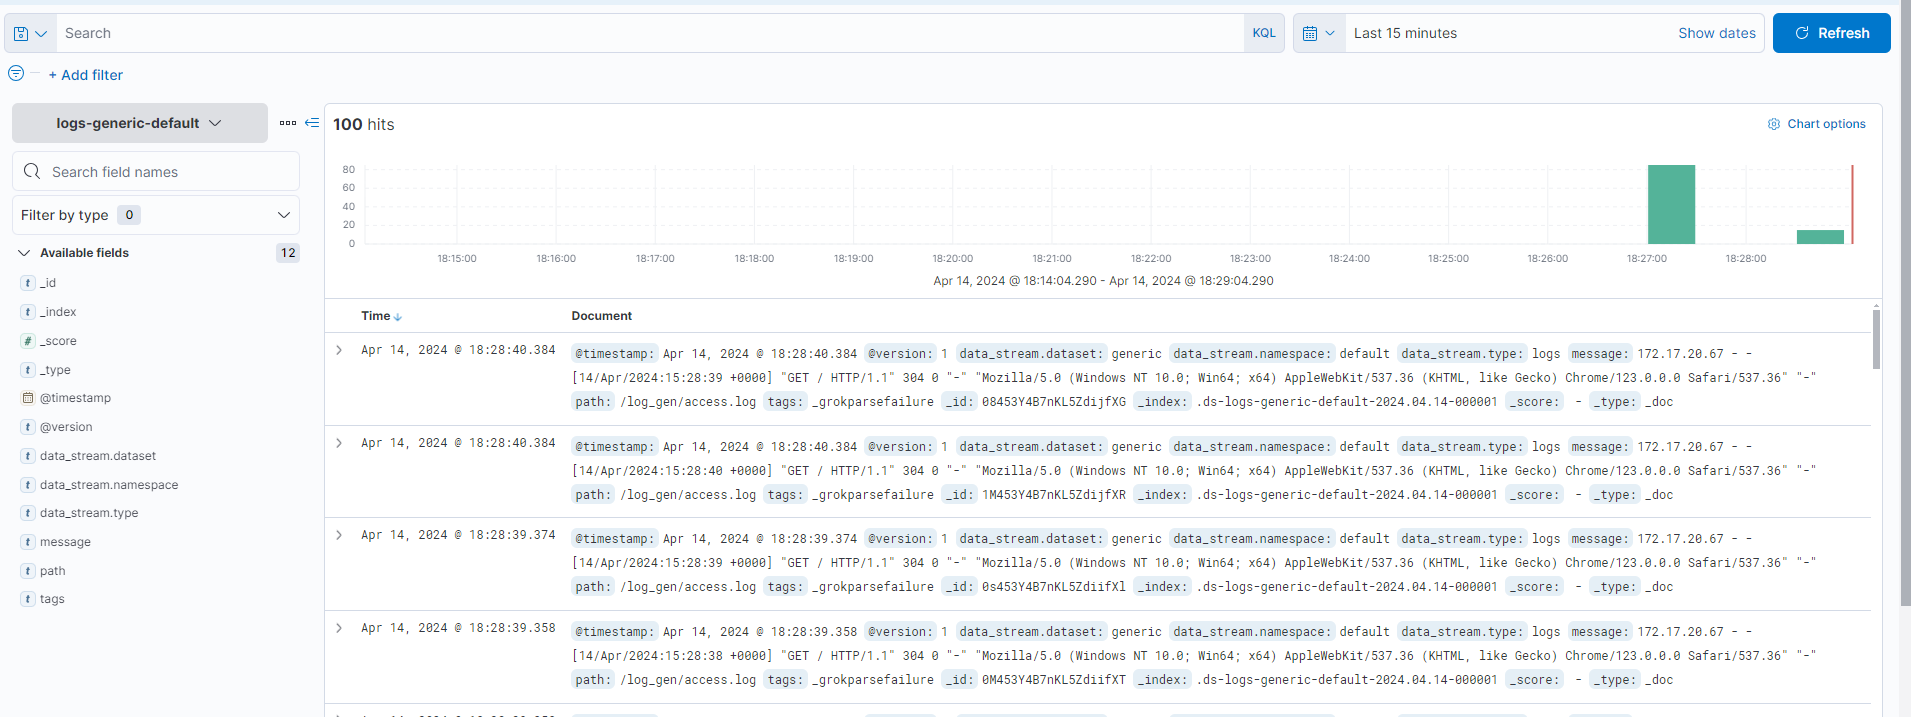 Search KQL Last 15 minutes Show dates Refresh
+ Add filter
logs-generic-default
Search field names
Filter by type 0
Available fields 12
_id
_index
_score
_type
@timestamp
@version
data_stream.dataset
data_stream.namespace
data_stream.type
message
path
tags
100 hits Chart options
80
60
40
20
0
18:15:00 18:16:00 18:17:00 18:18:00 18:19:00 18:20:00 18:21:00 18:22:00 18:23:00 18:24:00 18:25:00 18:26:00 18:27:00 18:28:00
Apr 14, 2024 @ 18:14:04.290 - Apr 14, 2024 @ 18:29:04.290
Time Document
Apr 14, 2024 @ 18:28:40.384 @timestamp: Apr 14, 2024 @ 18:28:40.384 @version: 1 data_stream.dataset: generic data_stream.namespace: default data_stream.type: logs message: 172.17.20.67 - -
[14/Apr/2024:15:28:39 +0000] "GET / HTTP/1.1" 304 0 "-" "Mozilla/5.0 (Windows NT 10.0; Win64; x64) AppleWebKit/537.36 (KHTML, like Gecko) Chrome/123.0.0.0 Safari/537.36" "-"
path: /log_gen/access.log tags: _grokparsefailure _id: 08453Y4B7nKL5ZdijfXG _index: .ds-logs-generic-default-2024.04.14-000001 _score: - _type: _doc
Apr 14, 2024 @ 18:28:40.384 @timestamp: Apr 14, 2024 @ 18:28:40.384 @version: 1 data_stream.dataset: generic data_stream.namespace: default data_stream.type: logs message: 172.17.20.67 - -
[14/Apr/2024:15:28:40 +0000] "GET / HTTP/1.1" 304 0 "-" "Mozilla/5.0 (Windows NT 10.0; Win64; x64) AppleWebKit/537.36 (KHTML, like Gecko) Chrome/123.0.0.0 Safari/537.36" "-"
path: /log_gen/access.log tags: _grokparsefailure _id: 1M453Y4B7nKL5ZdijfXR _index: .ds-logs-generic-default-2024.04.14-000001 _score: - _type: _doc
Apr 14, 2024 @ 18:28:39.374 @timestamp: Apr 14, 2024 @ 18:28:39.374 @version: 1 data_stream.dataset: generic data_stream.namespace: default data_stream.type: logs message: 172.17.20.67 - -
[14/Apr/2024:15:28:39 +0000] "GET / HTTP/1.1" 304 0 "-" "Mozilla/5.0 (Windows NT 10.0; Win64; x64) AppleWebKit/537.36 (KHTML, like Gecko) Chrome/123.0.0.0 Safari/537.36" "-"
path: /log_gen/access.log tags: _grokparsefailure _id: 0s453Y4B7nKL5ZdiifXl _index: .ds-logs-generic-default-2024.04.14-000001 _score: - _type: _doc
Apr 14, 2024 @ 18:28:39.358 @timestamp: Apr 14, 2024 @ 18:28:39.358 @version: 1 data_stream.dataset: generic data_stream.namespace: default data_stream.type: logs message: 172.17.20.67 - -
[14/Apr/2024:15:28:38 +0000] "GET / HTTP/1.1" 304 0 "-" "Mozilla/5.0 (Windows NT 10.0; Win64; x64) AppleWebKit/537.36 (KHTML, like Gecko) Chrome/123.0.0.0 Safari/537.36" "-"
path: /log_gen/access.log tags: _grokparsefailure _id: 0M453Y4B7nKL5ZdiifXT _index: .ds-logs-generic-default-2024.04.14-000001 _score: - _type: _doc